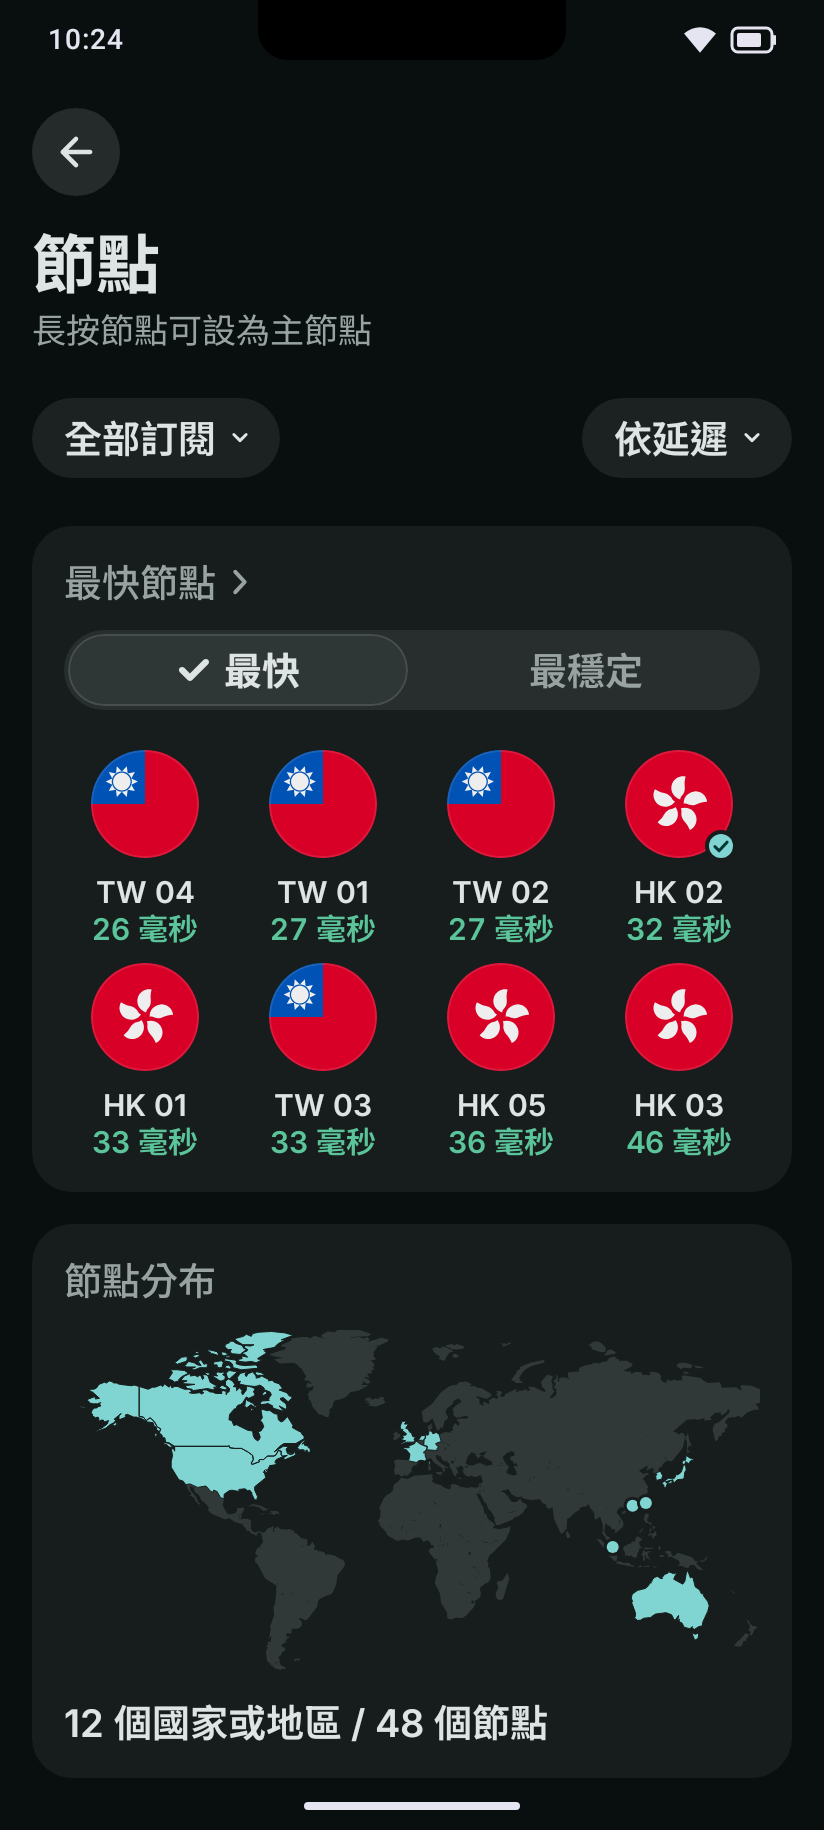 10:24
節點
長按節點可設為主節點
全部訂閱
依延遲
最快節點
最快
最穩定
TW 04
26 毫秒
TW 01
27 毫秒
TW 02
27 毫秒
HK 02
32 毫秒
HK 01
33 毫秒
TW 03
33 毫秒
HK 05
36 毫秒
HK 03
46 毫秒
節點分布
12 個國家或地區 / 48 個節點